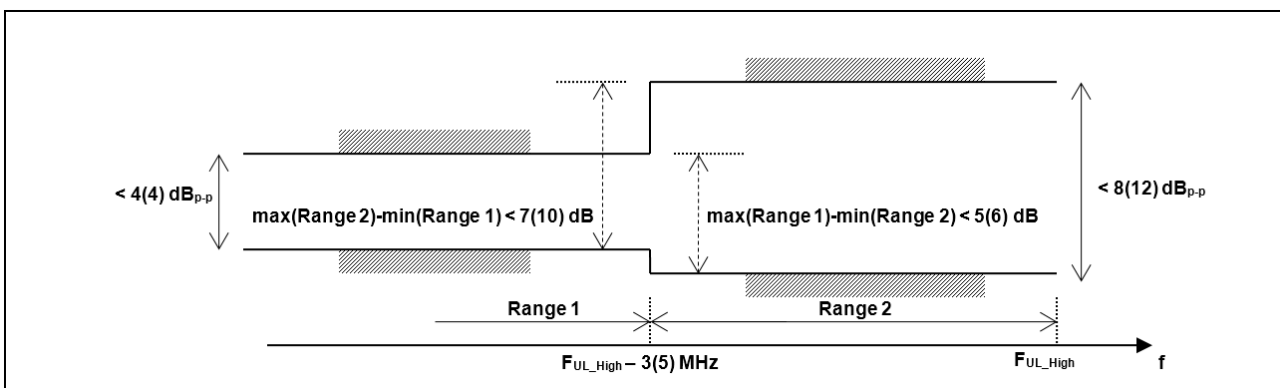 < 4(4) dBp-p
max(Range 2)-min(Range 1) < 7(10) dB
max(Range 1)-min(Range 2) < 5(6) dB
< 8(12) dBp-p
Range 1
Range 2
FUL_High – 3(5) MHz
FUL_High
f